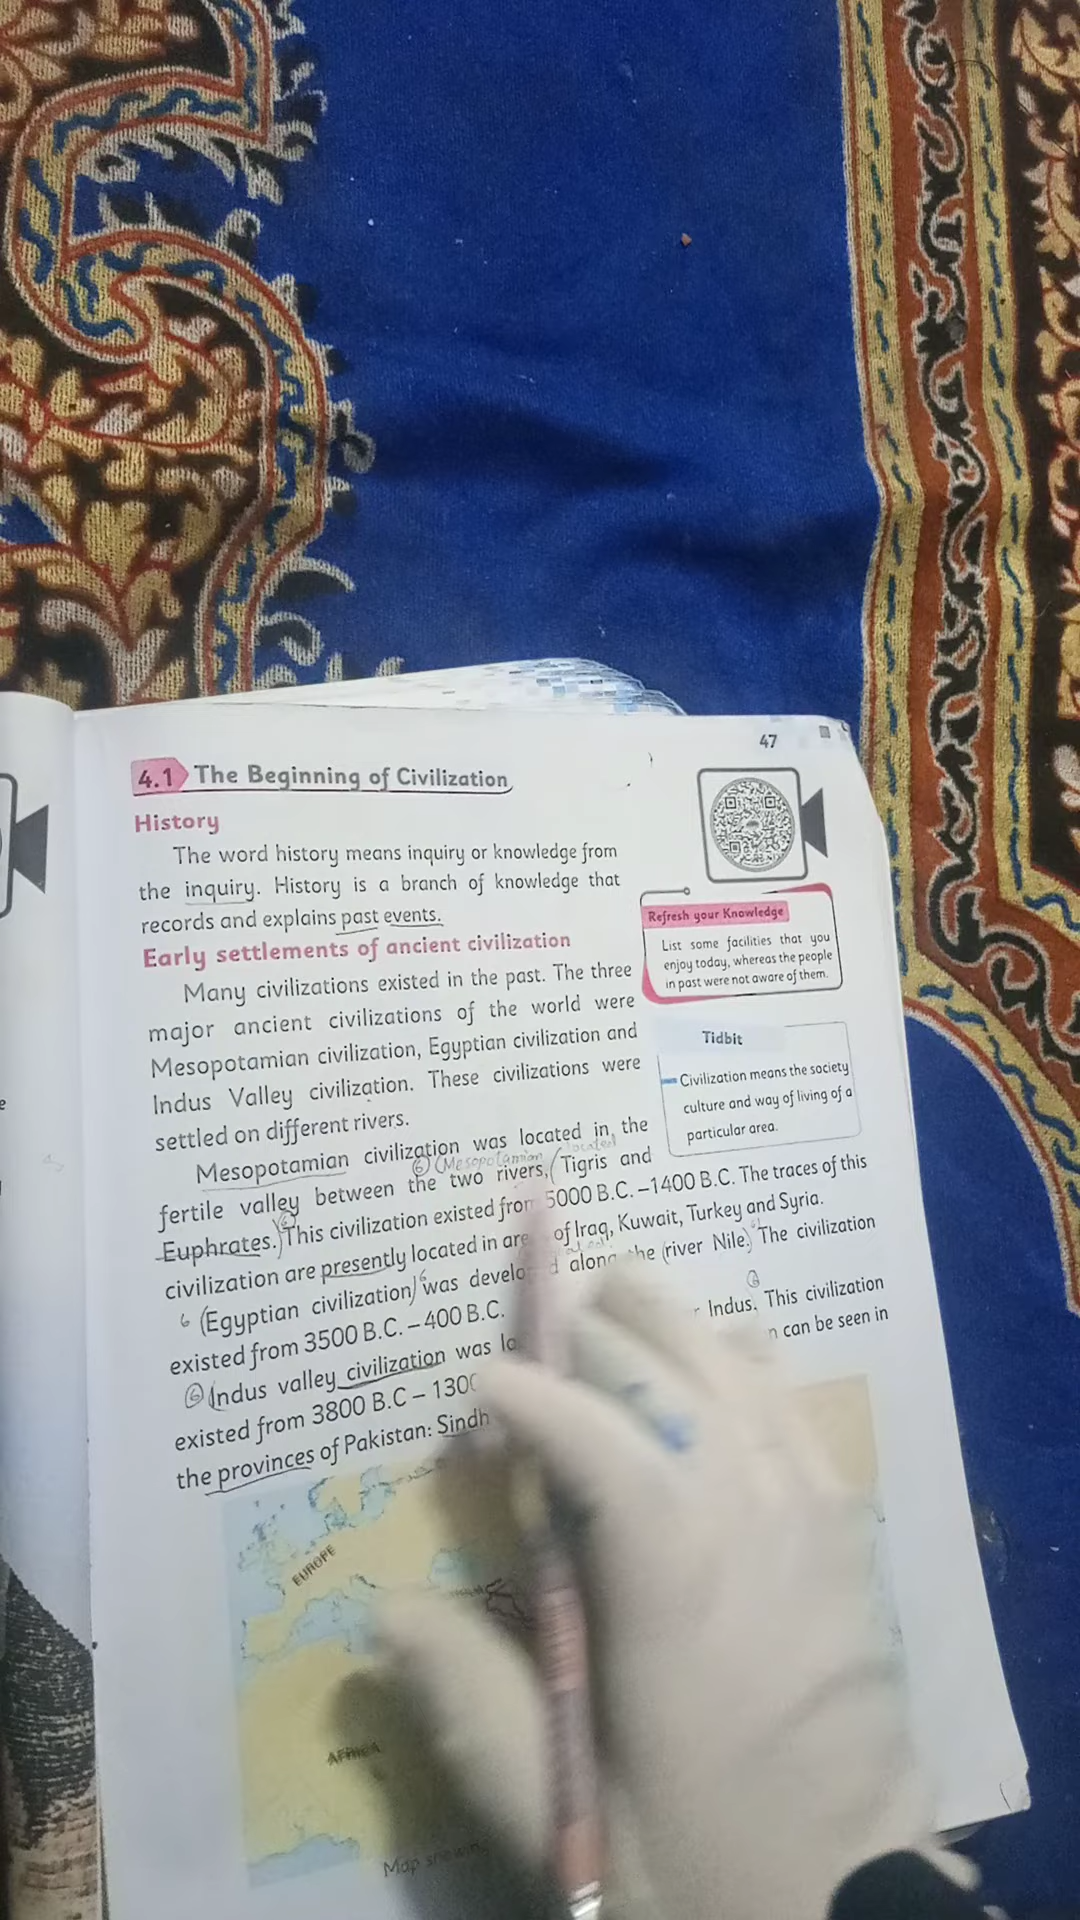 47
4.1 The Beginning of Civilization
History
The word history means inquiry or knowledge from
the inquiry. History is a branch of knowledge that
records and explains past events.
Refresh your Knowledge
List some facilities that you
enjoy today, whereas the people
in past were not aware of them.
Early settlements of ancient civilization
Many civilizations existed in the past. The three
major ancient civilizations of the world were
Mesopotamian civilization, Egyptian civilization and
Indus Valley civilization. These civilizations were
settled on different rivers.
Tidbit
Civilization means the society
culture and way of living of a
particular area.
Mesopotamian civilization was located in the
6 (Mesopotamian located
fertile valley between the two rivers, (Tigris and
Euphrates.) This civilization existed from 5000 B.C. – 1400 B.C. The traces of this
civilization are presently located in of Iraq, Kuwait, Turkey and Syria.
6 (Egyptian civilization) was along the (river Nile.) The civilization
existed from 3500 B.C. – 400 B.C.
6 (Indus valley civilization was Indus. This civilization
existed from 3800 B.C – can be seen in
the provinces of Pakistan: Sindh
EUROPE
AFRICA
Map